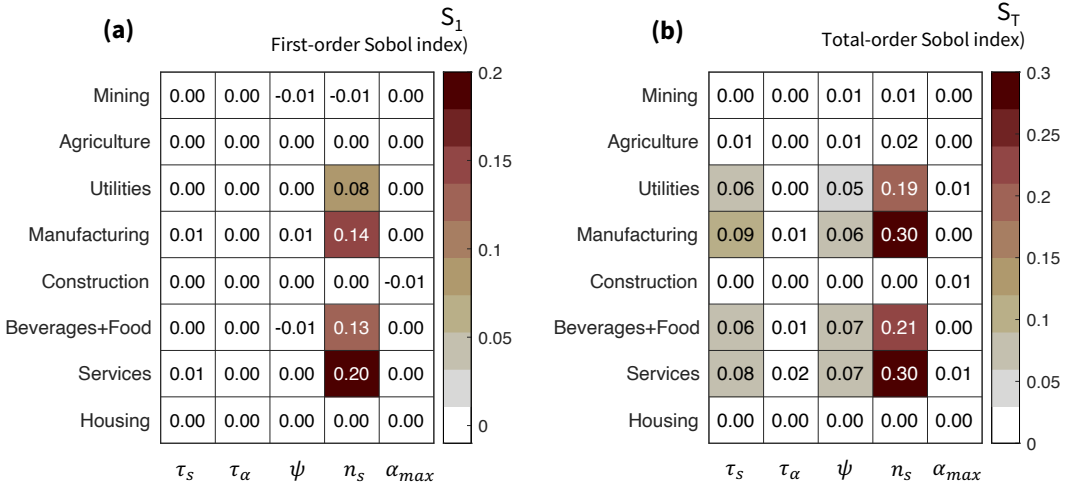 (a)
S1
First-order Sobol index)
Mining 0.00 0.00 -0.01 -0.01 0.00
Agriculture 0.00 0.00 0.00 0.00 0.00
Utilities 0.00 0.00 0.00 0.08 0.00
Manufacturing 0.01 0.00 0.01 0.14 0.00
Construction 0.00 0.00 0.00 0.00 -0.01
Beverages+Food 0.00 0.00 -0.01 0.13 0.00
Services 0.01 0.00 0.00 0.20 0.00
Housing 0.00 0.00 0.00 0.00 0.00
τs τα ψ ns αmax
0.2
0.15
0.1
0.05
0
(b)
ST
Total-order Sobol index)
Mining 0.00 0.00 0.01 0.01 0.00
Agriculture 0.01 0.00 0.01 0.02 0.00
Utilities 0.06 0.00 0.05 0.19 0.01
Manufacturing 0.09 0.01 0.06 0.30 0.00
Construction 0.00 0.00 0.00 0.00 0.01
Beverages+Food 0.06 0.01 0.07 0.21 0.00
Services 0.08 0.02 0.07 0.30 0.01
Housing 0.00 0.00 0.00 0.00 0.00
τs τα ψ ns αmax
0.3
0.25
0.2
0.15
0.1
0.05
0